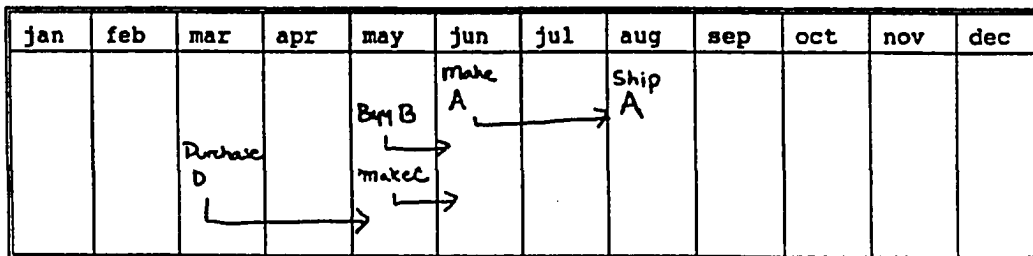 jan feb mar apr may jun jul aug sep oct nov dec
make
A
Ship
A
Buy B
Purchase
D
make C